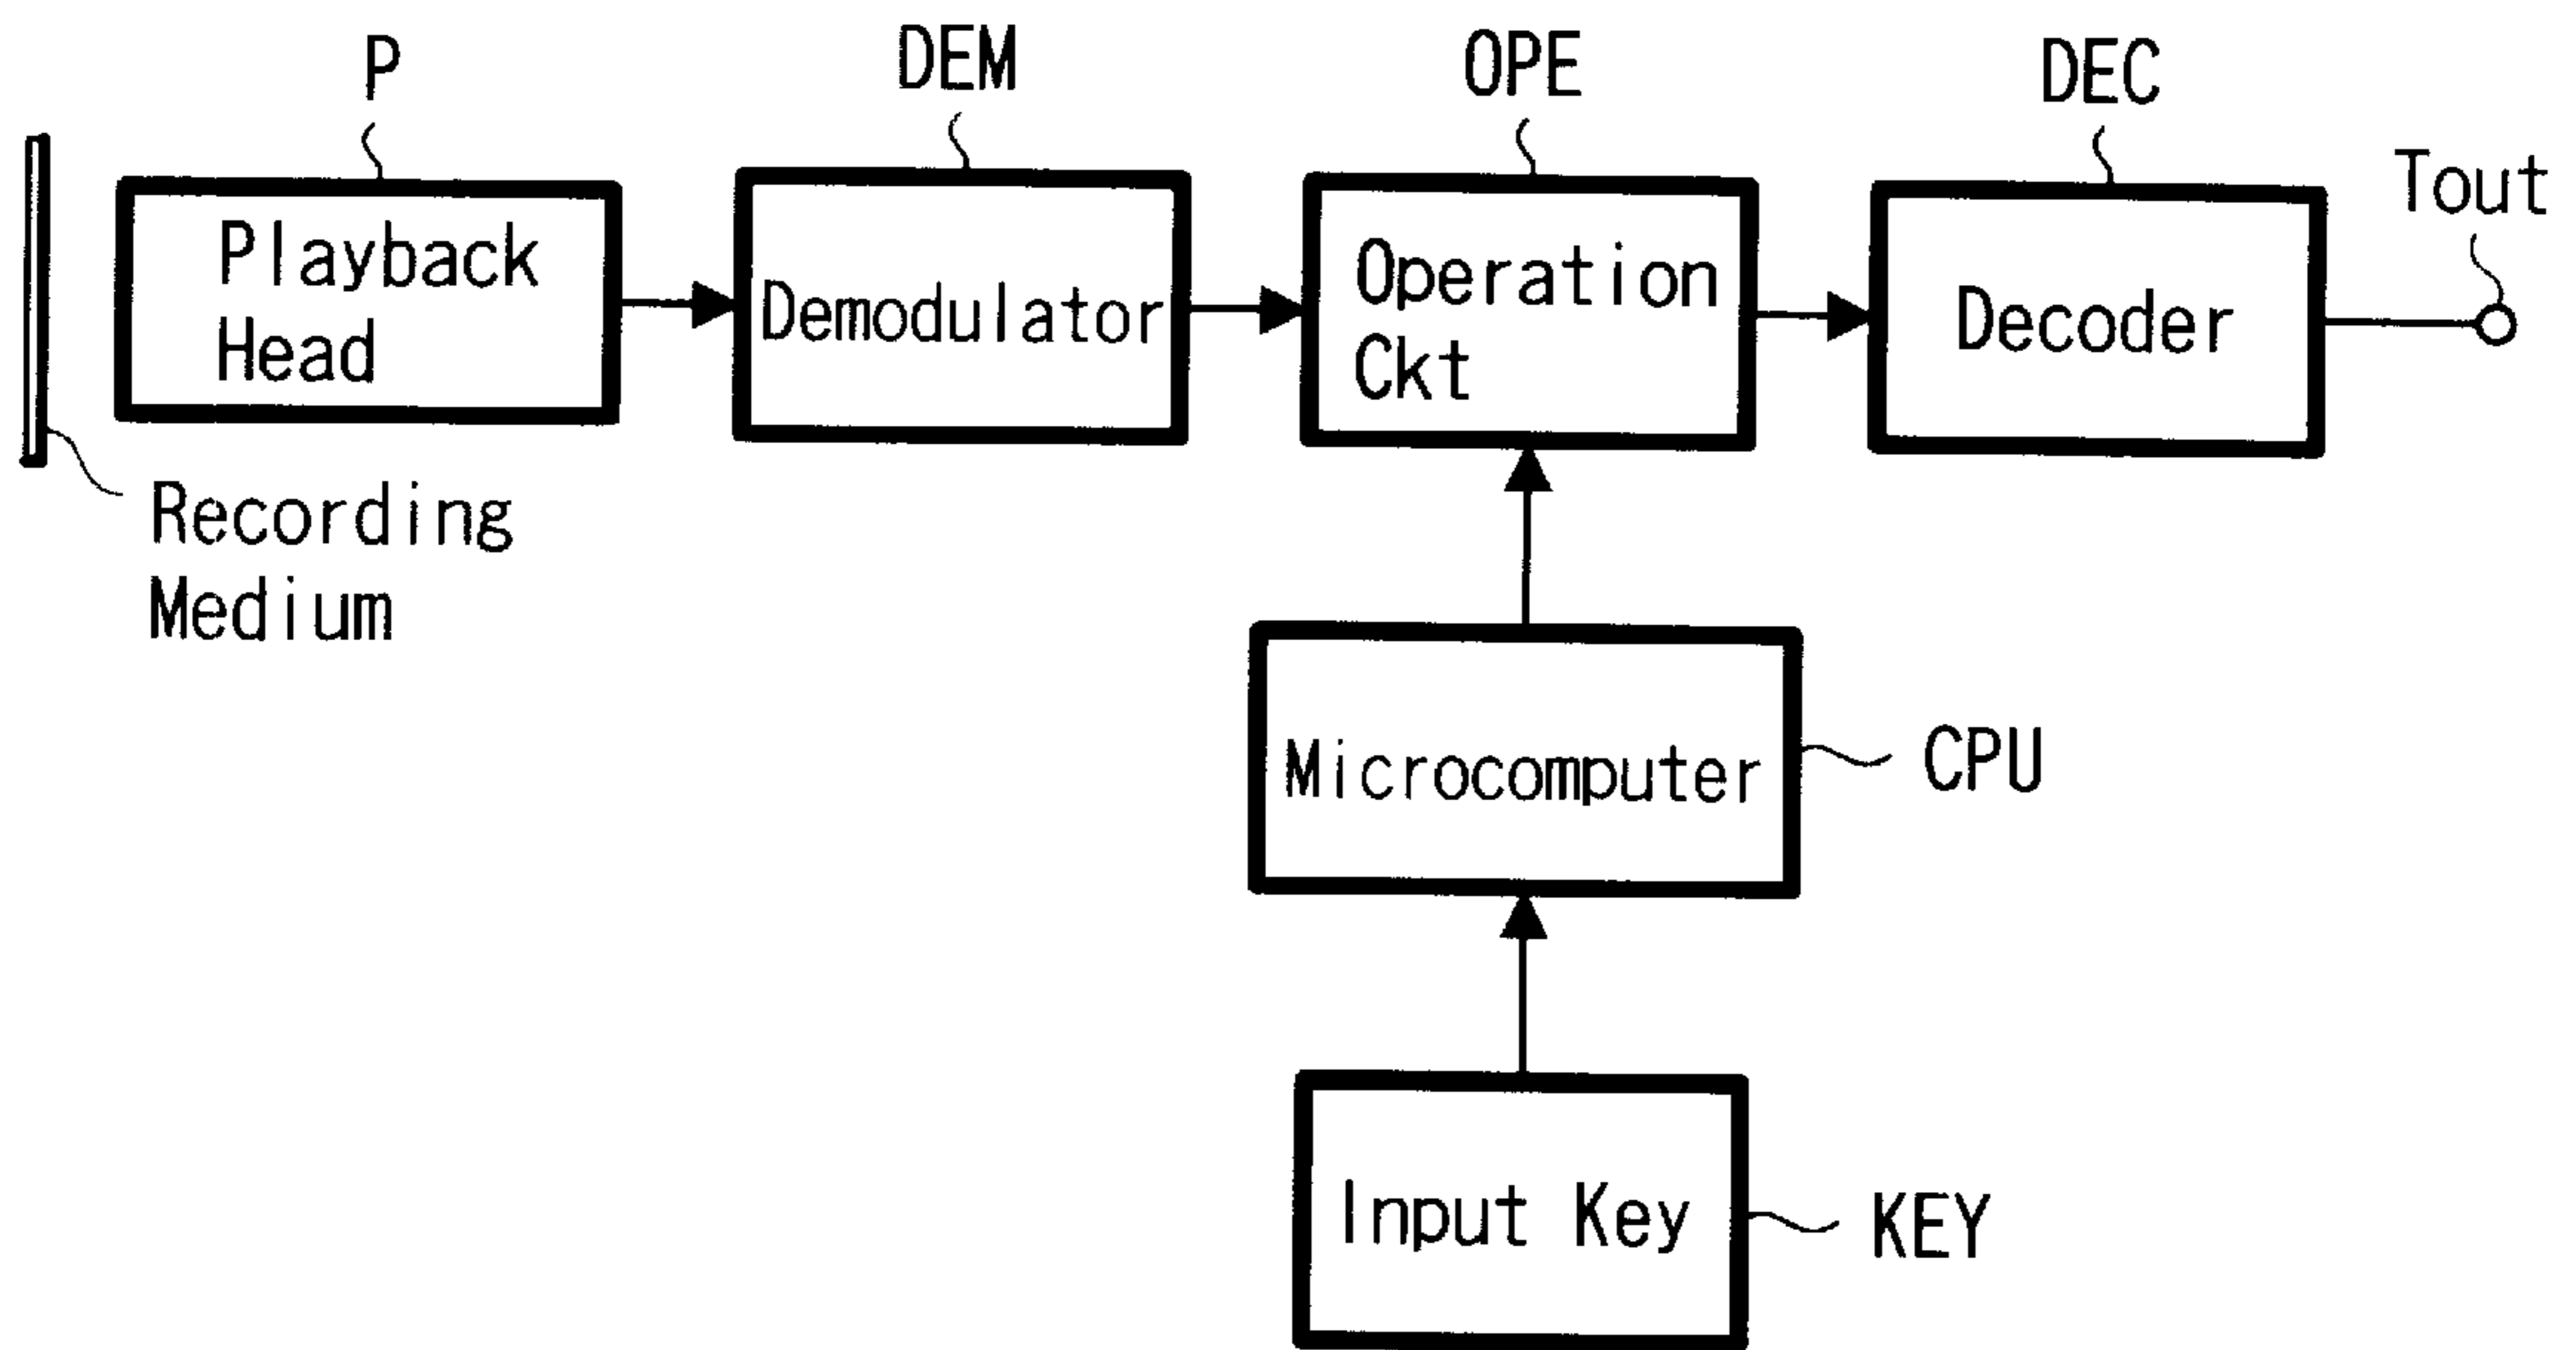 P
DEM
OPE
DEC
Tout
Playback
Head
Demodulator
Operation
Ckt
Decoder
Recording
Medium
Microcomputer
CPU
Input Key
KEY